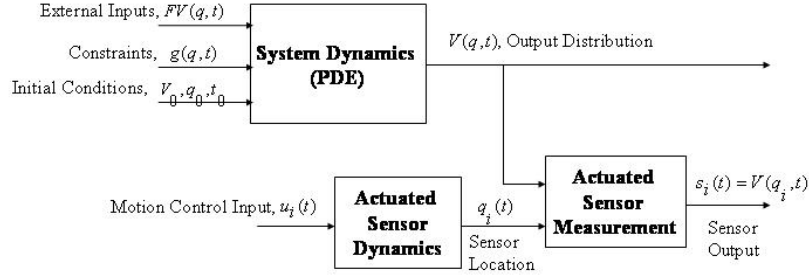 External Inputs, FV(q,t)
Constraints, g(q,t)
Initial Conditions, V₀,q₀,t₀
System Dynamics
(PDE)
V(q,t), Output Distribution
Motion Control Input, uᵢ(t)
Actuated
Sensor
Dynamics
qᵢ(t)
Sensor
Location
Actuated
Sensor
Measurement
sᵢ(t) = V(qᵢ,t)
Sensor
Output